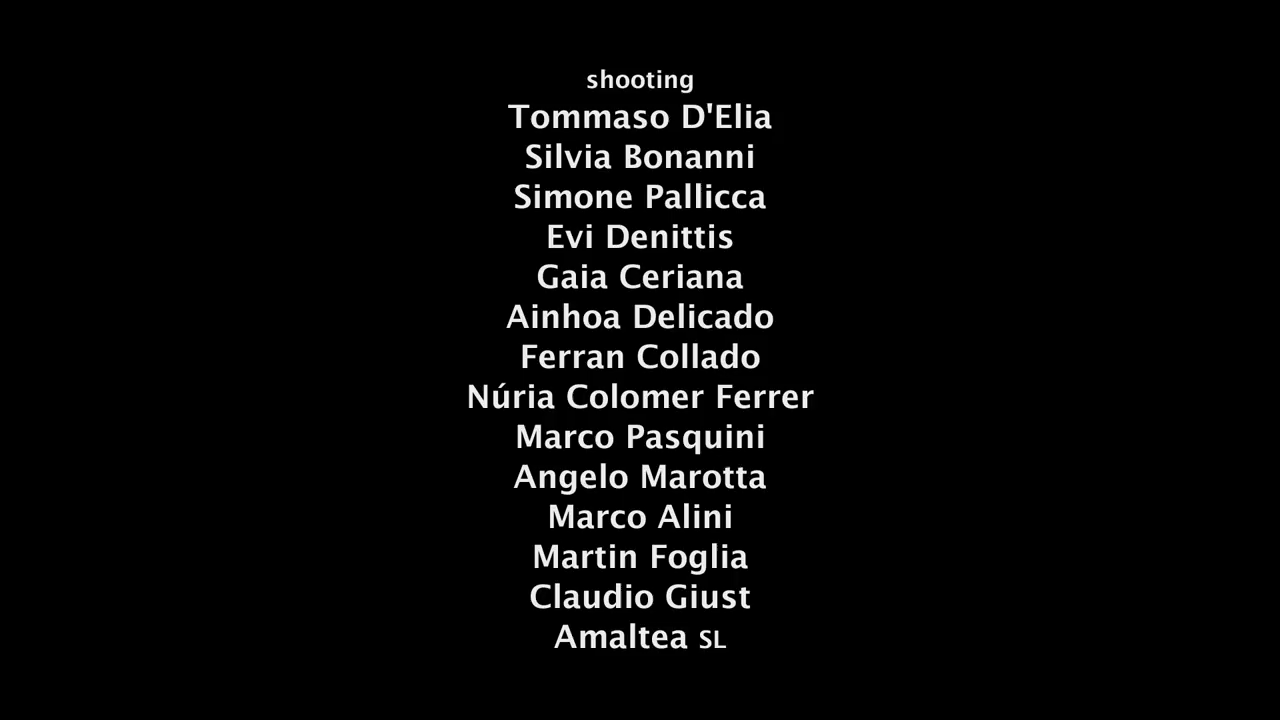 shooting
Tommaso D'Elia
Silvia Bonanni
Simone Pallicca
Evi Denittis
Gaia Ceriana
Ainhoa Delicado
Ferran Collado
Núria Colomer Ferrer
Marco Pasquini
Angelo Marotta
Marco Alini
Martin Foglia
Claudio Giust
Amaltea SL